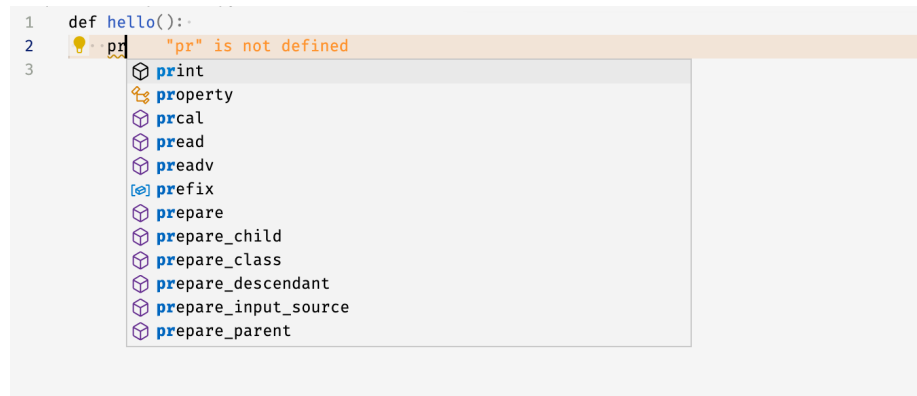 1 def hello():
2 pr "pr" is not defined
3
print
property
prcal
pread
preadv
prefix
prepare
prepare_child
prepare_class
prepare_descendant
prepare_input_source
prepare_parent